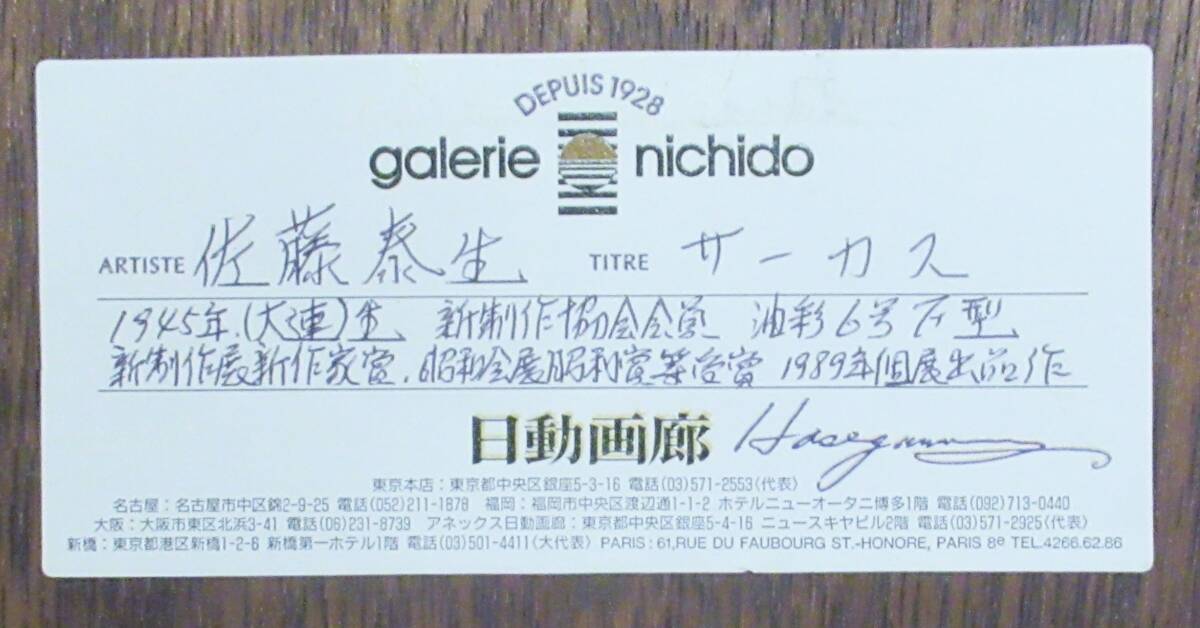 DEPUIS 1928
galerie nichido
ARTISTE 佐藤泰生 TITRE サーカス
1945年(大連)生 新制作協会会員 油彩6号F型
新制作展新作家賞、昭和会展昭和賞等受賞 1989年個展出品作
日動画廊 Hasegawa
東京本店:東京都中央区銀座5-3-16 電話(03)571-2553〈代表〉
名古屋:名古屋市中区錦2-9-25 電話(052)211-1878 福岡:福岡市中央区渡辺通1-1-2 ホテルニューオータニ博多1階 電話(092)713-0440
大阪:大阪市東区北浜3-41 電話(06)231-8739 アネックス日動画廊:東京都中央区銀座5-4-16 ニュースキヤビル2階 電話(03)571-2925〈代表〉
新橋:東京都港区新橋1-2-6 新橋第一ホテル1階 電話(03)501-4411〈大代表〉 PARIS : 61,RUE DU FAUBOURG ST.-HONORE, PARIS 8e TEL.4266.62.86